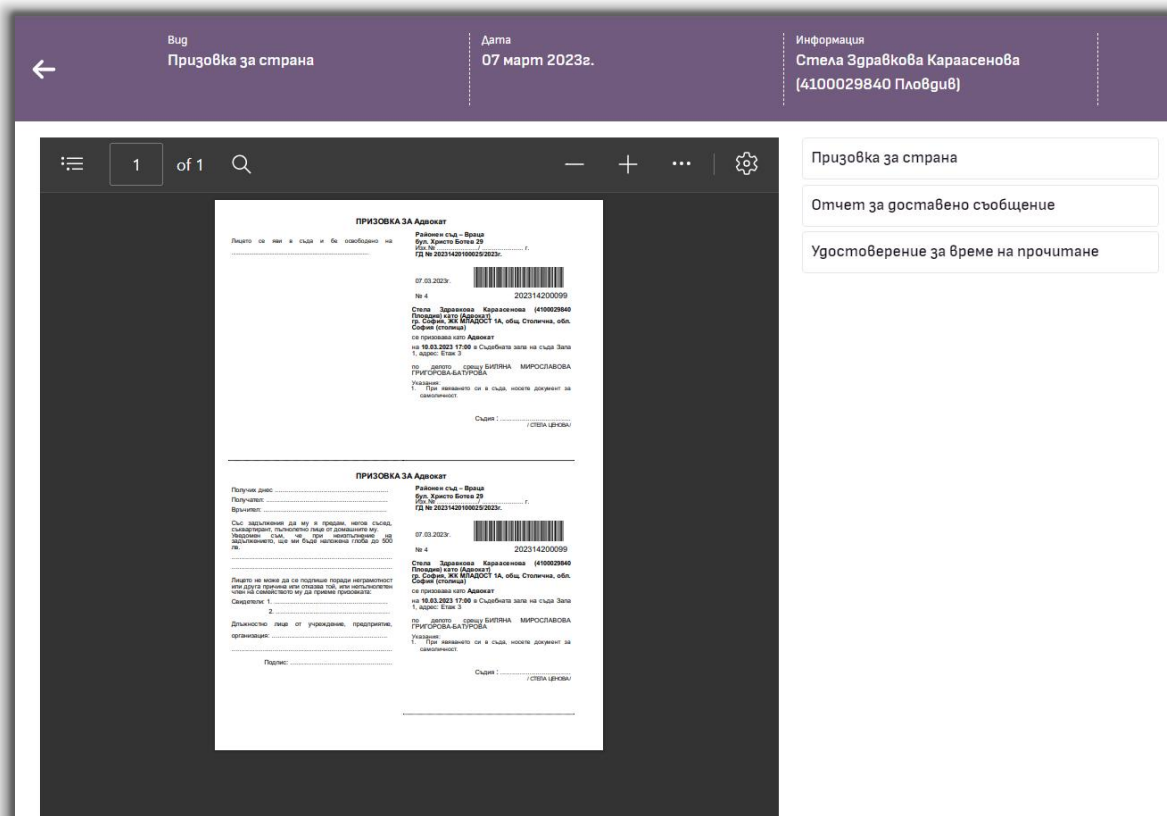 Вид
Призовка за страна
Дата
07 март 2023г.
Информация
Стела Здравкова Караасенова
(4100029840 Пловдив)
1 of 1
Призовка за страна
Отчет за доставено съобщение
Удостоверение за време на прочитане
ПРИЗОВКА ЗА Адвокат
Лицето се яви в съда и бе освободено на
Районен съд – Враца
бул. Христо Ботев 29
Изх.№ ................/ ..................... г.
ГД № 20231420100025/2023г.
07.03.2023г.
№ 4 202314200099
Стела Здравкова Караасенова (4100029840
Пловдив) като (Адвокат)
гр. София, ЖК МЛАДОСТ 1А, общ. Столична, обл.
София (столица)
се призовава като Адвокат
на 10.03.2023 17:00 в Съдебната зала на съда Зала
1, адрес: Етаж 3
по делото срещу БИЛЯНА МИРОСЛАВОВА
ГРИГОРОВА-БАТУРОВА
Указания:
1. При явяването си в съда, носете документ за
самоличност.
Съдия : ....................................
/ СТЕЛА ЦЕНОВА/
ПРИЗОВКА ЗА Адвокат
Получих днес ..........................................
Получател: ..........................................
Връчител: ..........................................
Със задължения да му я предам, негов съсед,
съквартирант, пълнолетно лице от домашните му.
Уведомен съм, че при неизпълнение на
задължението, ще ми бъде наложена глоба до 500
лв.
Лицето не може да се подпише поради неграмотност
или друга причина или отказва той, или непълнолетен
член на семейството му да приеме призовката:
Свидетели: 1. ..........................................
2. ..........................................
Длъжностно лице от учреждение, предприятие,
организация: ..........................................
Подпис: ..........................................
Районен съд – Враца
бул. Христо Ботев 29
Изх.№ ................/ ..................... г.
ГД № 20231420100025/2023г.
07.03.2023г.
№ 4 202314200099
Стела Здравкова Караасенова (4100029840
Пловдив) като (Адвокат)
гр. София, ЖК МЛАДОСТ 1А, общ. Столична, обл.
София (столица)
се призовава като Адвокат
на 10.03.2023 17:00 в Съдебната зала на съда Зала
1, адрес: Етаж 3
по делото срещу БИЛЯНА МИРОСЛАВОВА
ГРИГОРОВА-БАТУРОВА
Указания:
1. При явяването си в съда, носете документ за
самоличност.
Съдия : ....................................
/ СТЕЛА ЦЕНОВА/